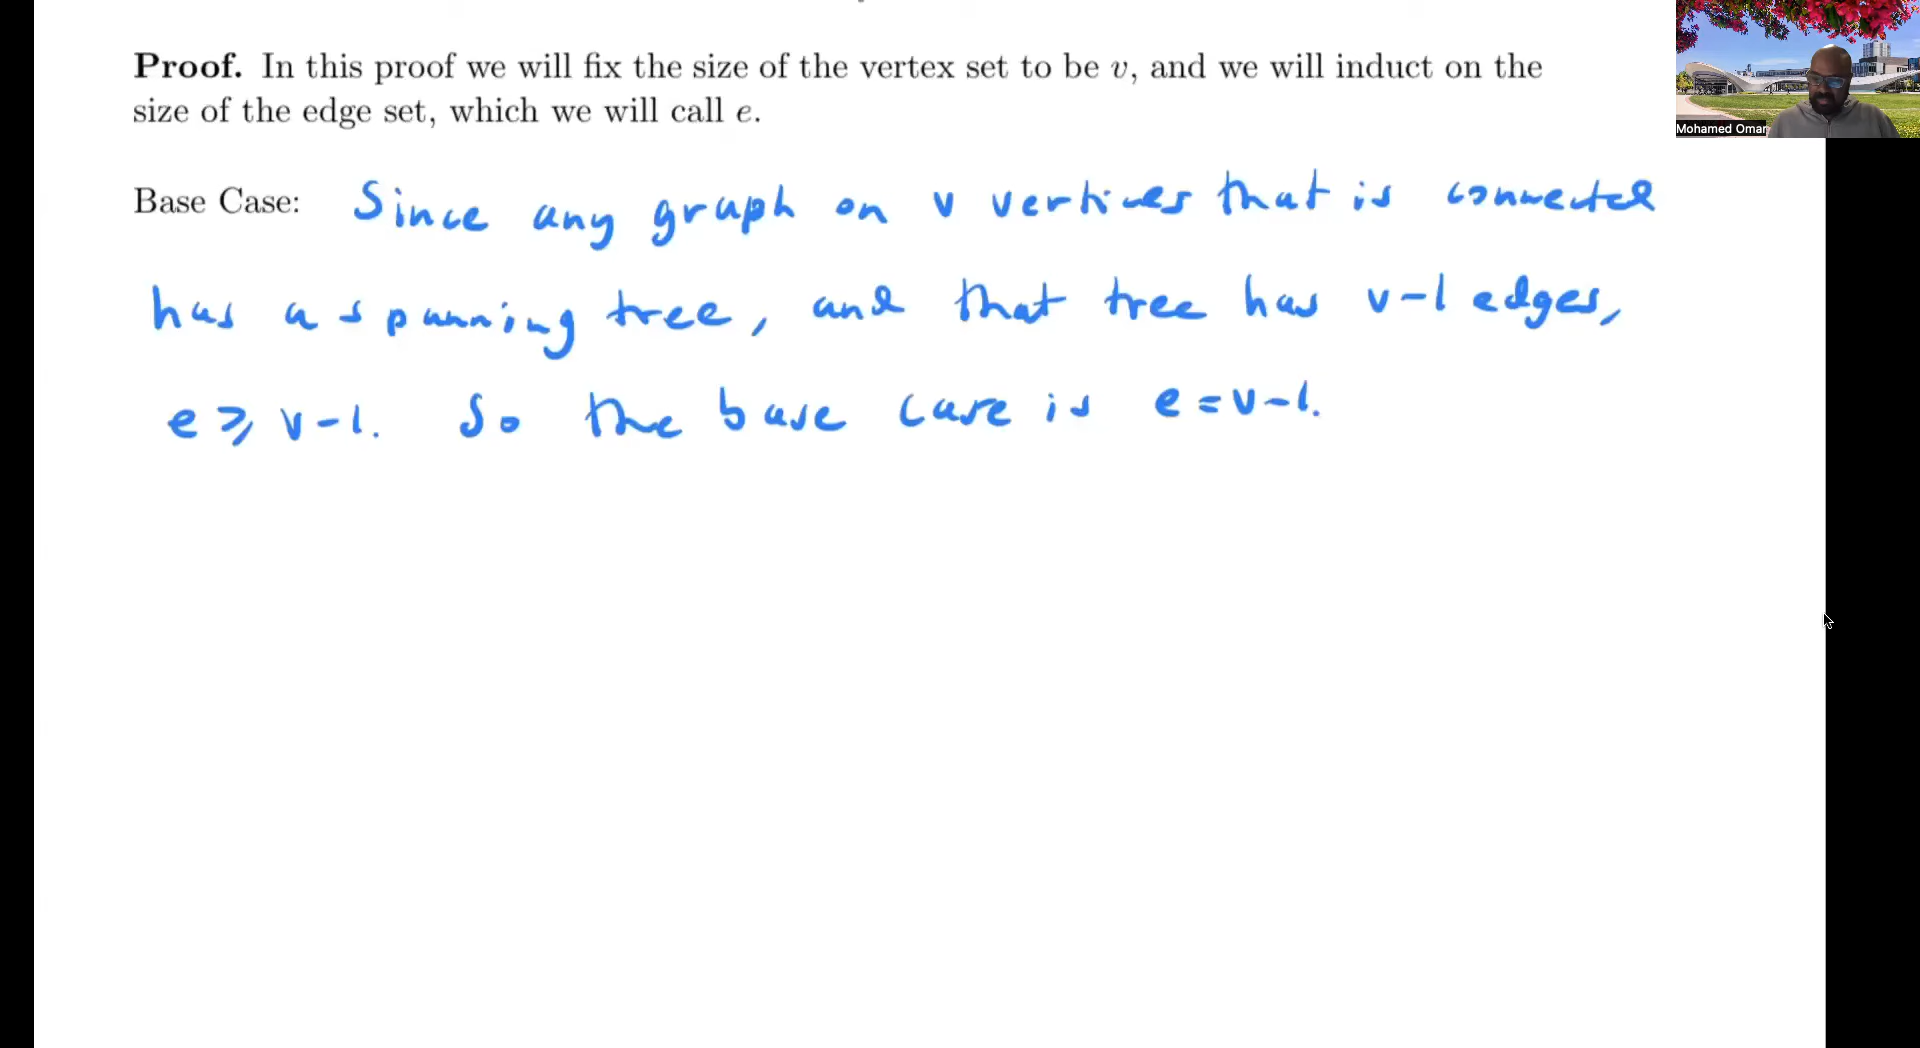 Proof. In this proof we will fix the size of the vertex set to be v, and we will induct on the
size of the edge set, which we will call e.
Base Case: Since any graph on v vertices that is connected
has a spanning tree, and that tree has v-1 edges,
e ⩾ v-1. So the base case is e = v-1.
Mohamed Omar